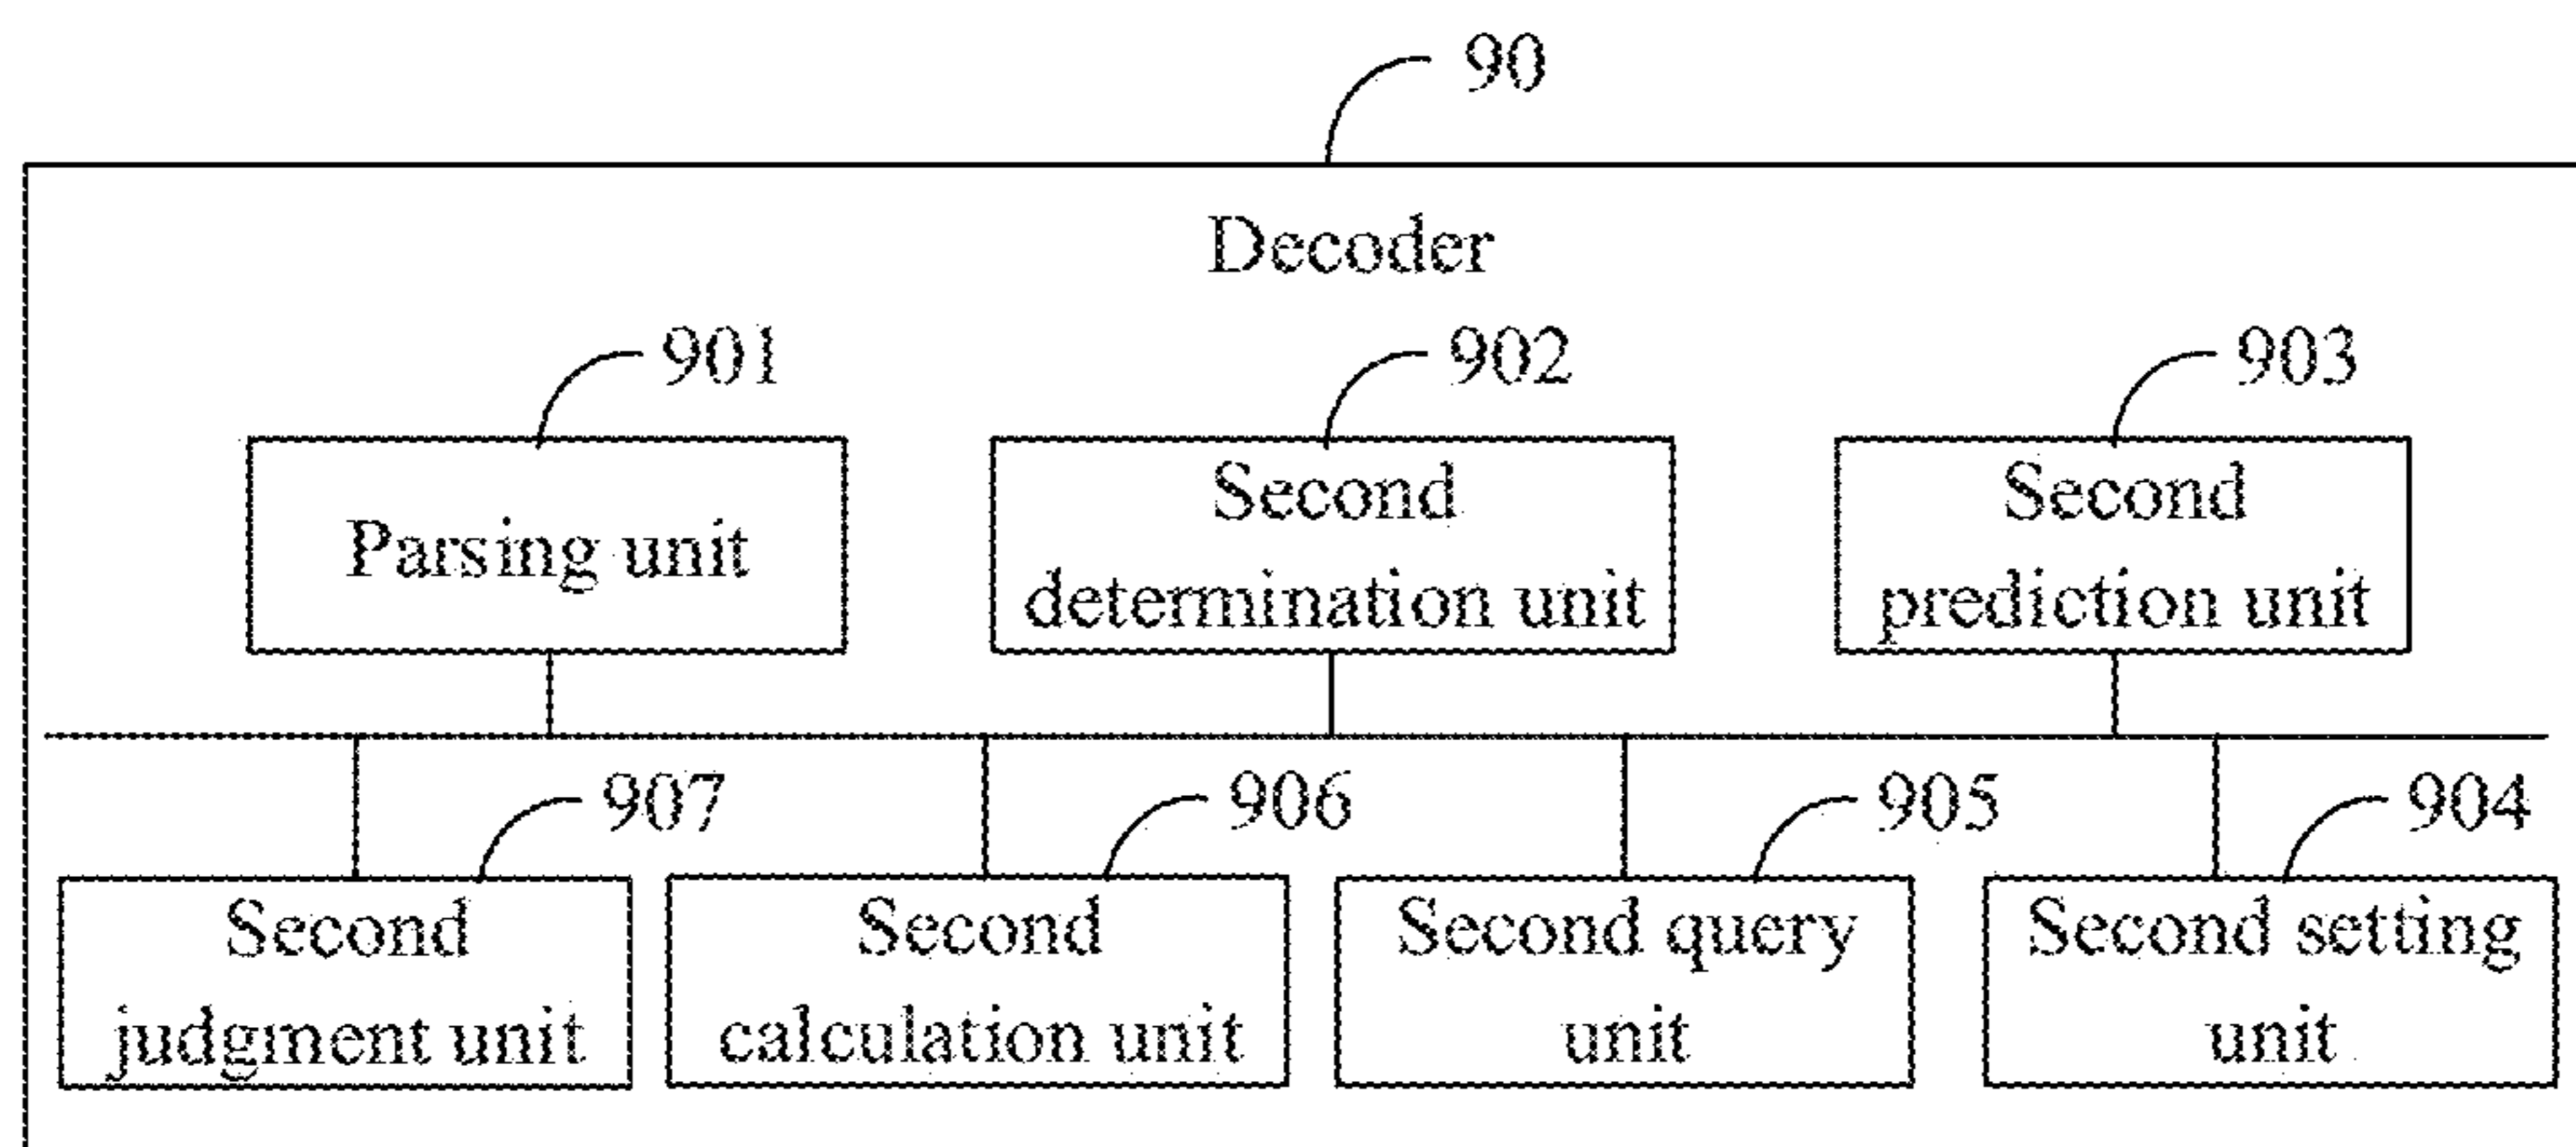 90
Decoder
901
902
903
Parsing unit
Second
determination unit
Second
prediction unit
907
906
905
904
Second
judgment unit
Second
calculation unit
Second query
unit
Second setting
unit